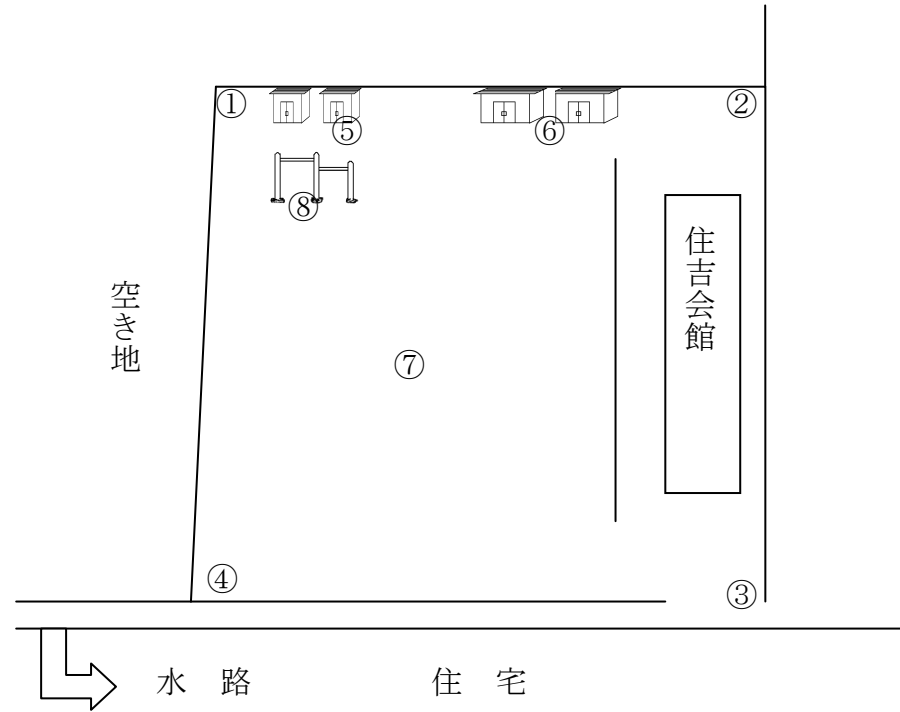 ①
②
⑤
⑥
⑧
住吉会館
空き地
⑦
④
③
水路
住宅